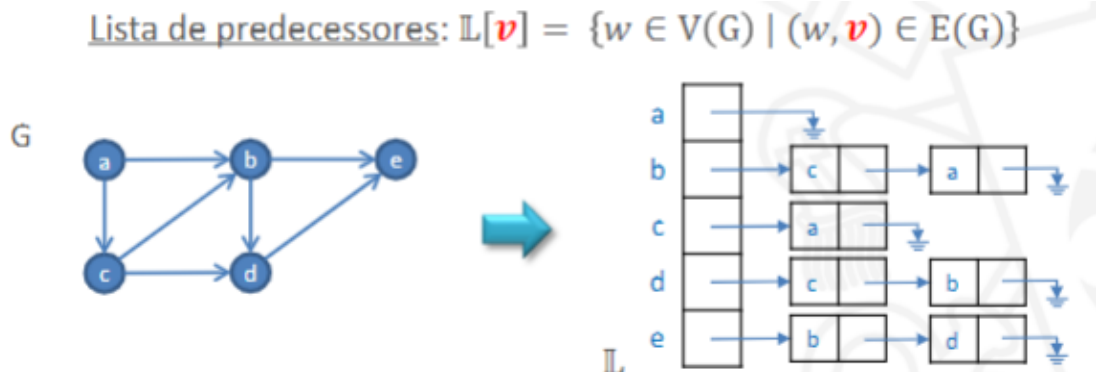 Lista de predecessores: 𝕃[v] = {w ∈ V(G) | (w, v) ∈ E(G)}
G
a b e
c d
a
b c a
c a
d c b
e b d
𝕃